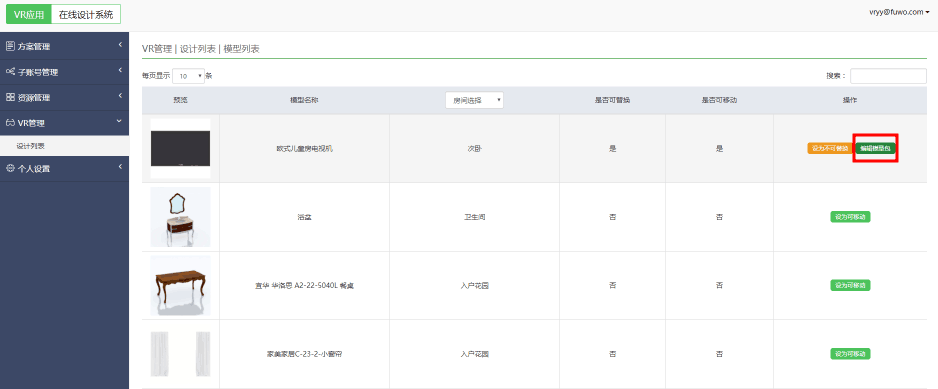 VR应用 在线设计系统 vryy@fuwo.com
方案管理
子账号管理
资源管理
VR管理
设计列表
个人设置
VR管理 | 设计列表 | 模型列表
每页显示 10 条 搜索：
预览 模型名称 房间选择 是否可替换 是否可移动 操作
欧式儿童房电视机 次卧 是 是 设为不可替换 编辑模型包
浴盆 卫生间 否 否 设为可移动
宜华 华洛思 A2-22-5040L 餐桌 入户花园 否 否 设为可移动
家美家居C-23-2-小窗帘 入户花园 否 否 设为可移动